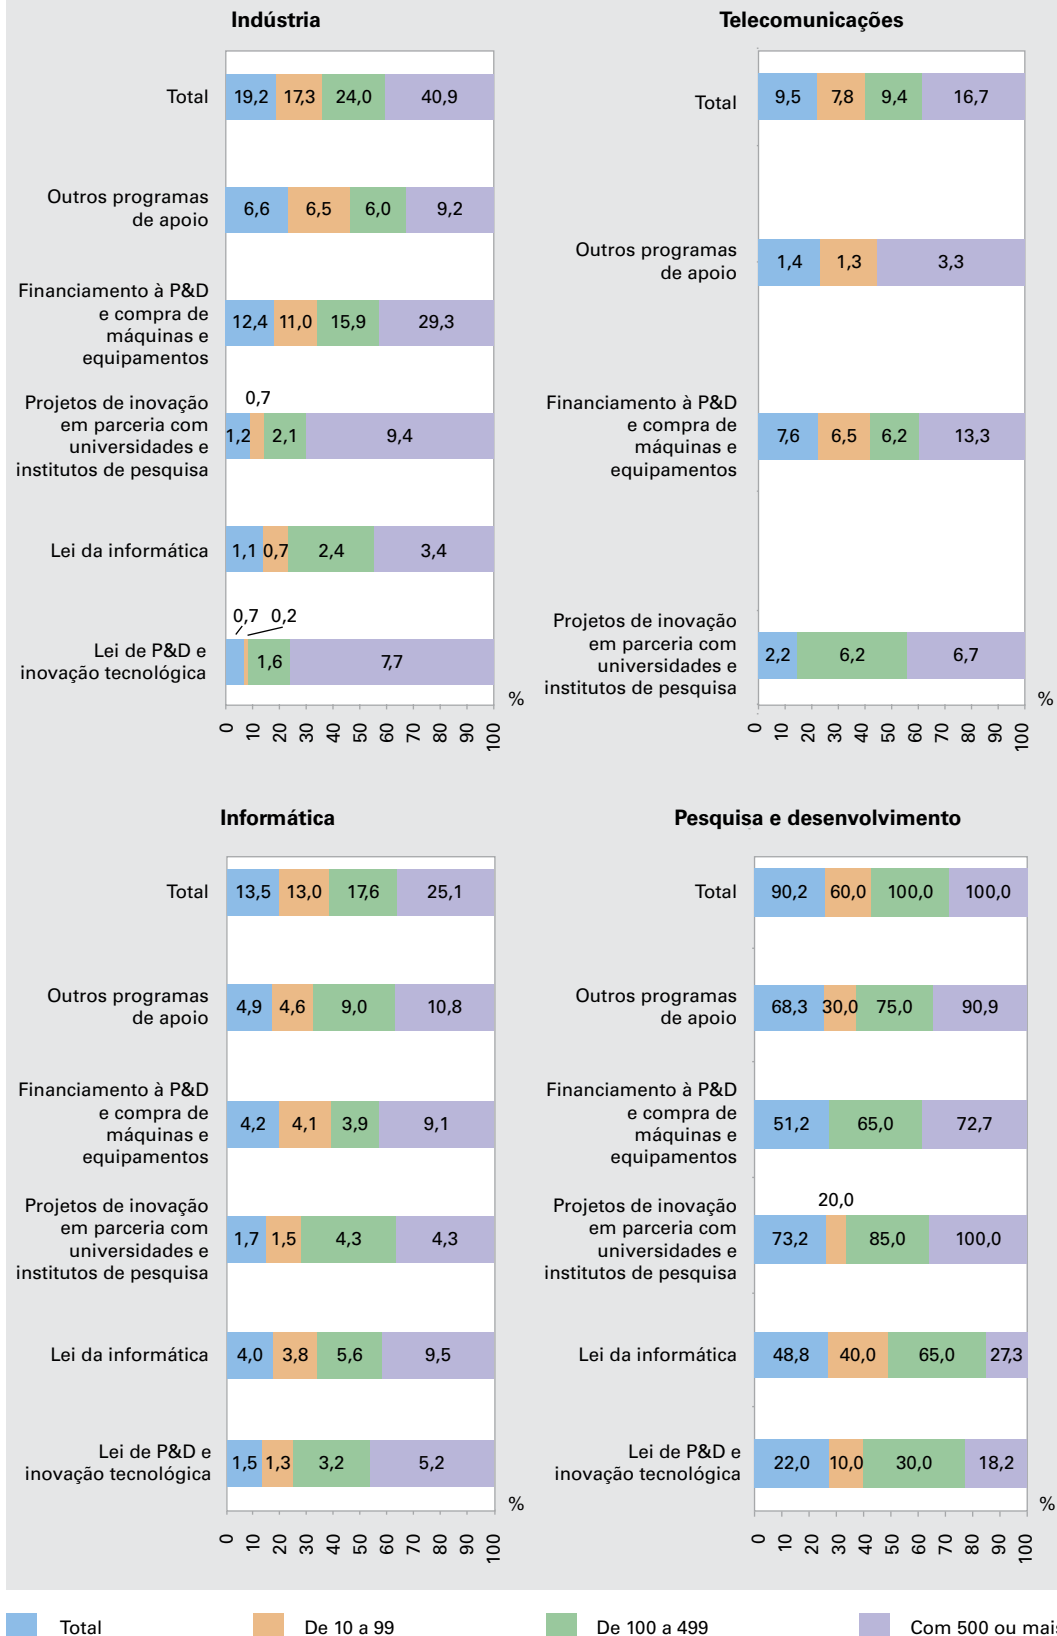 Indústria
Total
19,2 17,3 24,0 40,9
Outros programas
de apoio
6,6 6,5 6,0 9,2
Financiamento à P&D
e compra de
máquinas e
equipamentos
12,4 11,0 15,9 29,3
0,7
Projetos de inovação
em parceria com
universidades e
institutos de pesquisa
1,2 2,1 9,4
Lei da informática
1,1 0,7 2,4 3,4
0,7 0,2
Lei de P&D e
inovação tecnológica
1,6 7,7
%
0 10 20 30 40 50 60 70 80 90 100
Telecomunicações
Total
9,5 7,8 9,4 16,7
Outros programas
de apoio
1,4 1,3 3,3
Financiamento à P&D
e compra de
máquinas e
equipamentos
7,6 6,5 6,2 13,3
Projetos de inovação
em parceria com
universidades e
institutos de pesquisa
2,2 6,2 6,7
%
0 10 20 30 40 50 60 70 80 90 100
Informática
Total
13,5 13,0 17,6 25,1
Outros programas
de apoio
4,9 4,6 9,0 10,8
Financiamento à P&D
e compra de
máquinas e
equipamentos
4,2 4,1 3,9 9,1
Projetos de inovação
em parceria com
universidades e
institutos de pesquisa
1,7 1,5 4,3 4,3
Lei da informática
4,0 3,8 5,6 9,5
Lei de P&D e
inovação tecnológica
1,5 1,3 3,2 5,2
%
0 10 20 30 40 50 60 70 80 90 100
Pesquisa e desenvolvimento
Total
90,2 60,0 100,0 100,0
Outros programas
de apoio
68,3 30,0 75,0 90,9
Financiamento à P&D
e compra de
máquinas e
equipamentos
51,2 65,0 72,7
20,0
Projetos de inovação
em parceria com
universidades e
institutos de pesquisa
73,2 85,0 100,0
Lei da informática
48,8 40,0 65,0 27,3
Lei de P&D e
inovação tecnológica
22,0 10,0 30,0 18,2
%
0 10 20 30 40 50 60 70 80 90 100
Total De 10 a 99 De 100 a 499 Com 500 ou mais